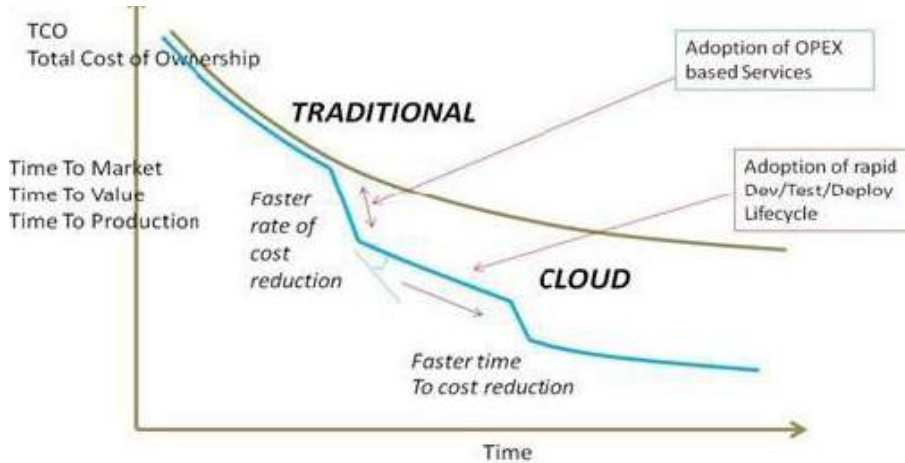 TCO
Total Cost of Ownership
Adoption of OPEX
based Services
TRADITIONAL
Time To Market
Time To Value
Time To Production
Adoption of rapid
Dev/Test/Deploy
Lifecycle
Faster
rate of
cost
reduction
CLOUD
Faster time
To cost reduction
Time